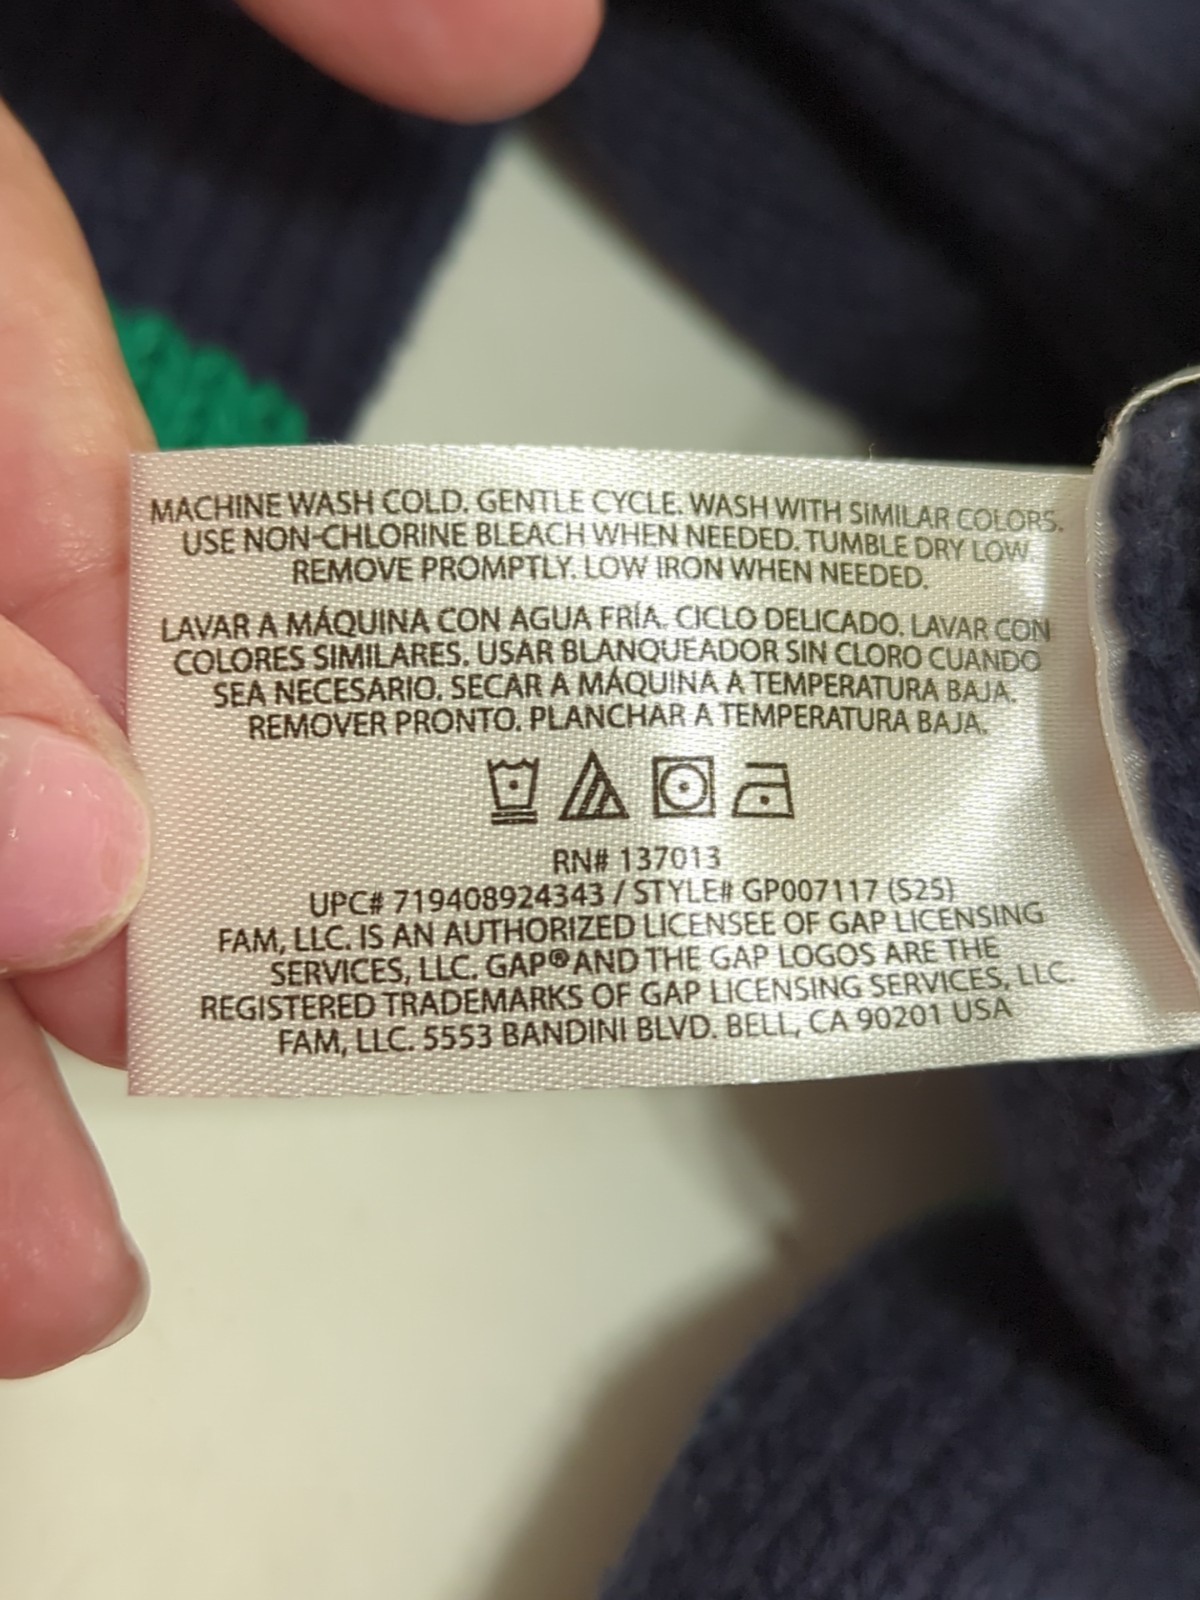 MACHINE WASH COLD. GENTLE CYCLE. WASH WITH SIMILAR COLORS.
USE NON-CHLORINE BLEACH WHEN NEEDED. TUMBLE DRY LOW.
REMOVE PROMPTLY. LOW IRON WHEN NEEDED.
LAVAR A MÁQUINA CON AGUA FRÍA. CICLO DELICADO. LAVAR CON
COLORES SIMILARES. USAR BLANQUEADOR SIN CLORO CUANDO
SEA NECESARIO. SECAR A MÁQUINA A TEMPERATURA BAJA.
REMOVER PRONTO. PLANCHAR A TEMPERATURA BAJA.
RN# 137013
UPC# 719408924343 / STYLE# GP007117 (S25)
FAM, LLC. IS AN AUTHORIZED LICENSEE OF GAP LICENSING
SERVICES, LLC. GAP® AND THE GAP LOGOS ARE THE
REGISTERED TRADEMARKS OF GAP LICENSING SERVICES, LLC.
FAM, LLC. 5553 BANDINI BLVD. BELL, CA 90201 USA